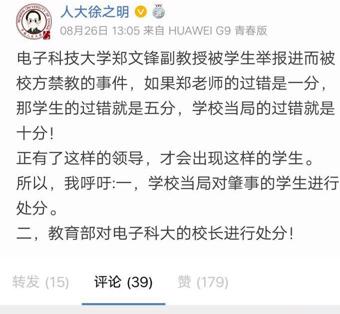 人大徐之明
08月26日 13:05 来自 HUAWEI G9 青春版
电子科技大学郑文锋副教授被学生举报进而被
校方禁教的事件，如果郑老师的过错是一分，
那学生的过错就是五分，学校当局的过错就是
十分！
正有了这样的领导，才会出现这样的学生。
所以，我呼吁:一，学校当局对肇事的学生进行
处分。
二，教育部对电子科大的校长进行处分！
转发 (15) 评论 (39) 赞 (179)